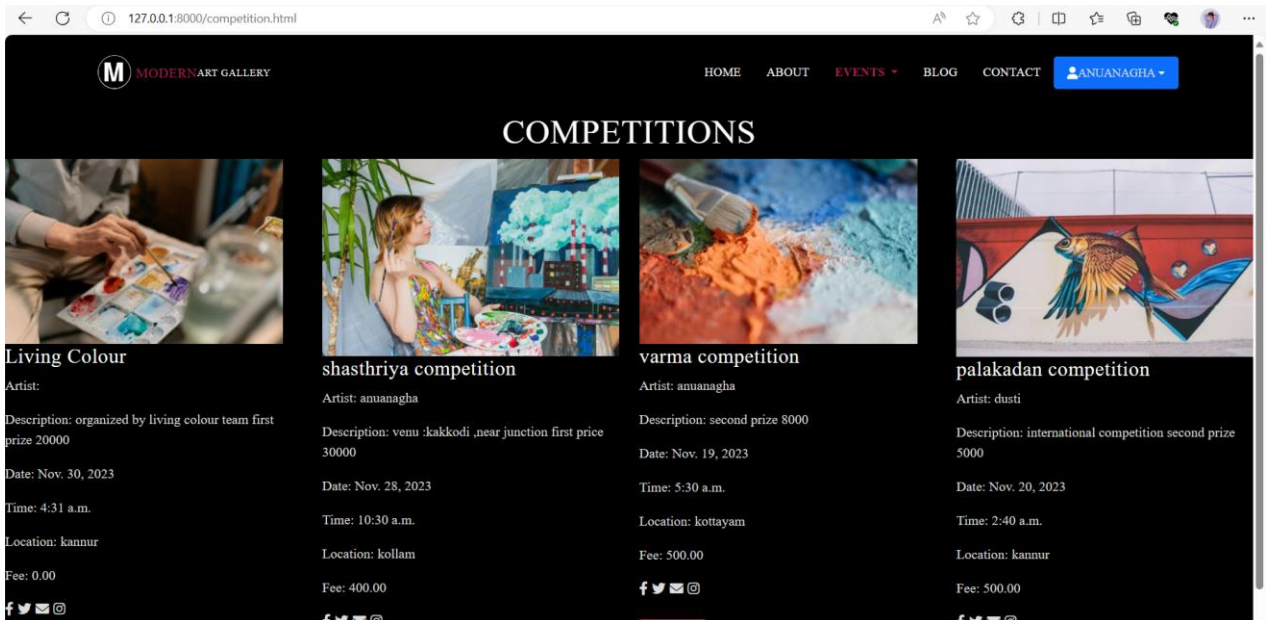 127.0.0.1:8000/competition.html
M MODERNART GALLERY
HOME ABOUT EVENTS BLOG CONTACT ANUANAGHA
COMPETITIONS
Living Colour
Artist:
Description: organized by living colour team first
prize 20000
Date: Nov. 30, 2023
Time: 4:31 a.m.
Location: kannur
Fee: 0.00
shasthriya competition
Artist: anuanagha
Description: venu :kakkodi ,near junction first price
30000
Date: Nov. 28, 2023
Time: 10:30 a.m.
Location: kollam
Fee: 400.00
varma competition
Artist: anuanagha
Description: second prize 8000
Date: Nov. 19, 2023
Time: 5:30 a.m.
Location: kottayam
Fee: 500.00
palakadan competition
Artist: dusti
Description: international competition second prize
5000
Date: Nov. 20, 2023
Time: 2:40 a.m.
Location: kannur
Fee: 500.00